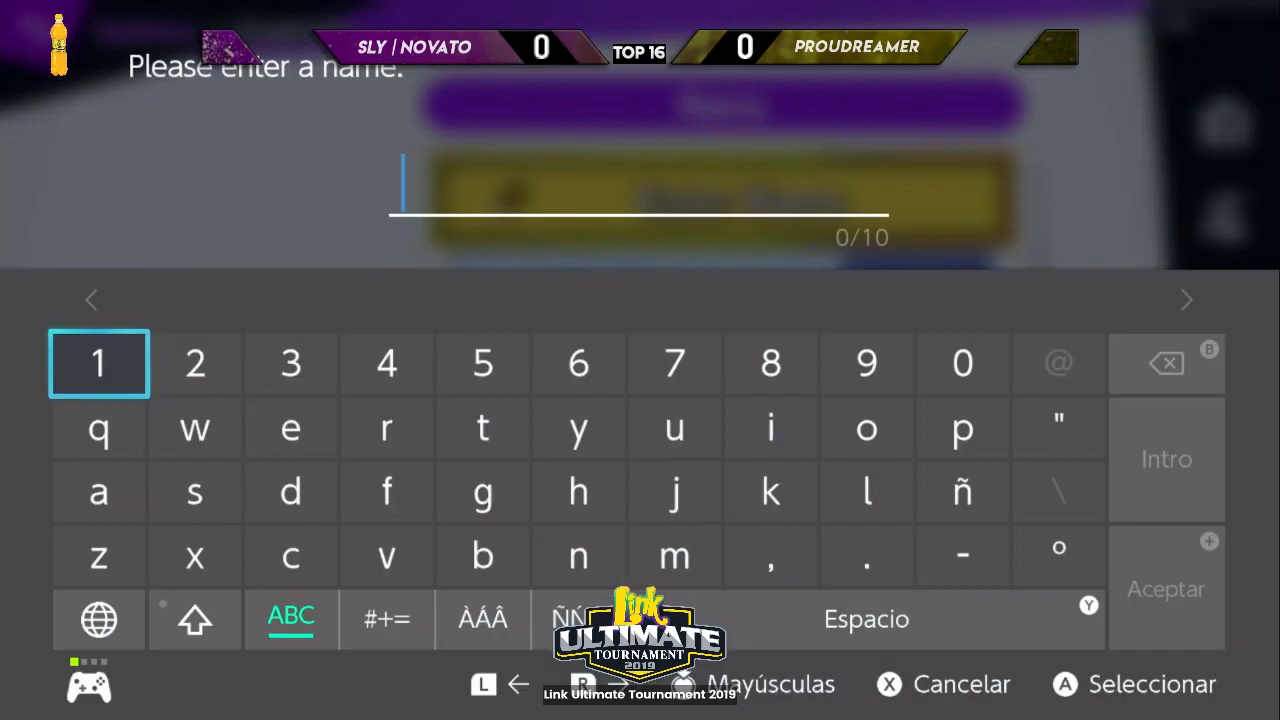 SLY | NOVATO 0 TOP 16 0 PROUDREAMER
Please enter a name.
0/10
1 2 3 4 5 6 7 8 9 0 @ B
q w e r t y u i o p " Intro
a s d f g h j k l ñ \
z x c v b n m , . - º + Aceptar
ABC #+= ÀÁÂ Espacio Y
Link
ULTIMATE
TOURNAMENT
2019
L ← R → Mayúsculas X Cancelar A Seleccionar
Link Ultimate Tournament 2019